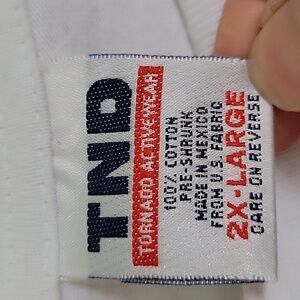 TND
TORNADO ACTIVEWEAR
100% COTTON
PRE-SHRUNK
MADE IN MEXICO
FROM U.S. FABRIC
2X-LARGE
CARE ON REVERSE